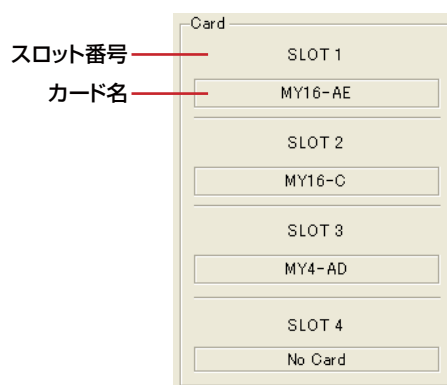 Card
スロット番号
SLOT 1
カード名
MY16-AE
SLOT 2
MY16-C
SLOT 3
MY4-AD
SLOT 4
No Card